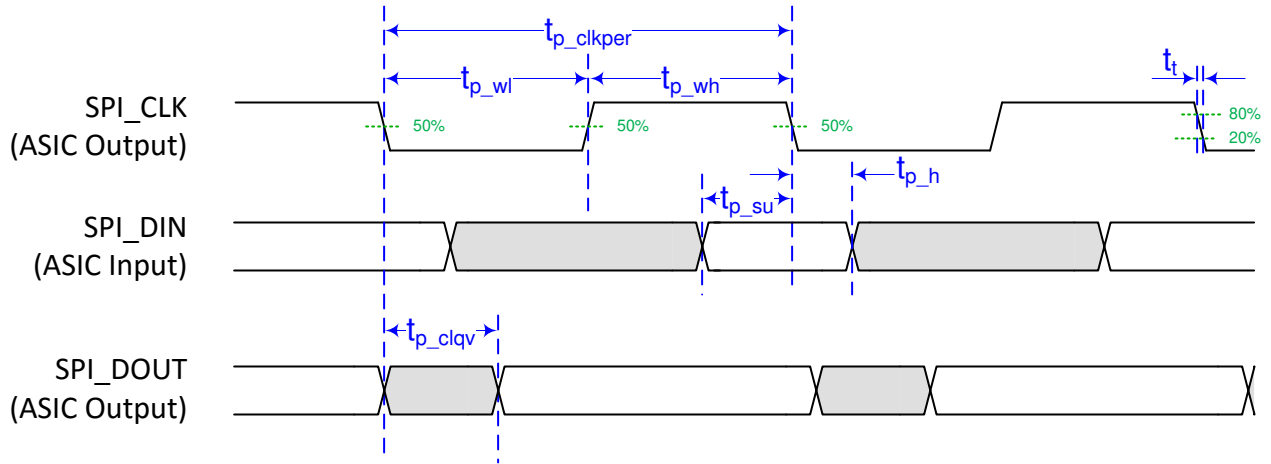 t_p_clkper
t_p_wl t_p_wh t_t
SPI_CLK
(ASIC Output)
50% 50% 50% 80%
20%
t_p_h
t_p_su
SPI_DIN
(ASIC Input)
t_p_clqv
SPI_DOUT
(ASIC Output)